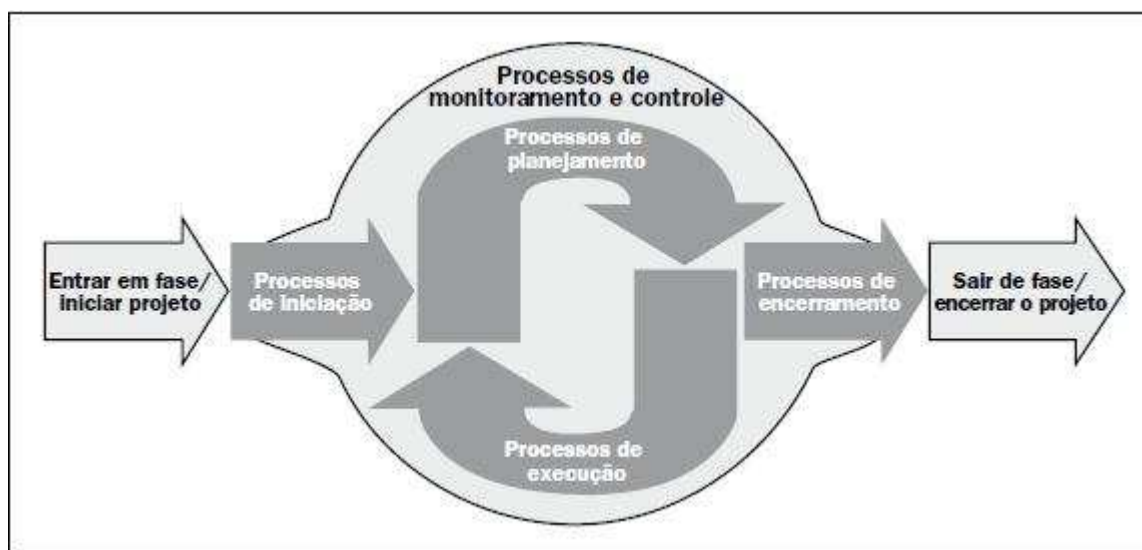 Processos de
monitoramento e controle
Processos de
planejamento
Entrar em fase/
iniciar projeto
Processos
de iniciação
Processos de
encerramento
Sair de fase/
encerrar o projeto
Processos de
execução